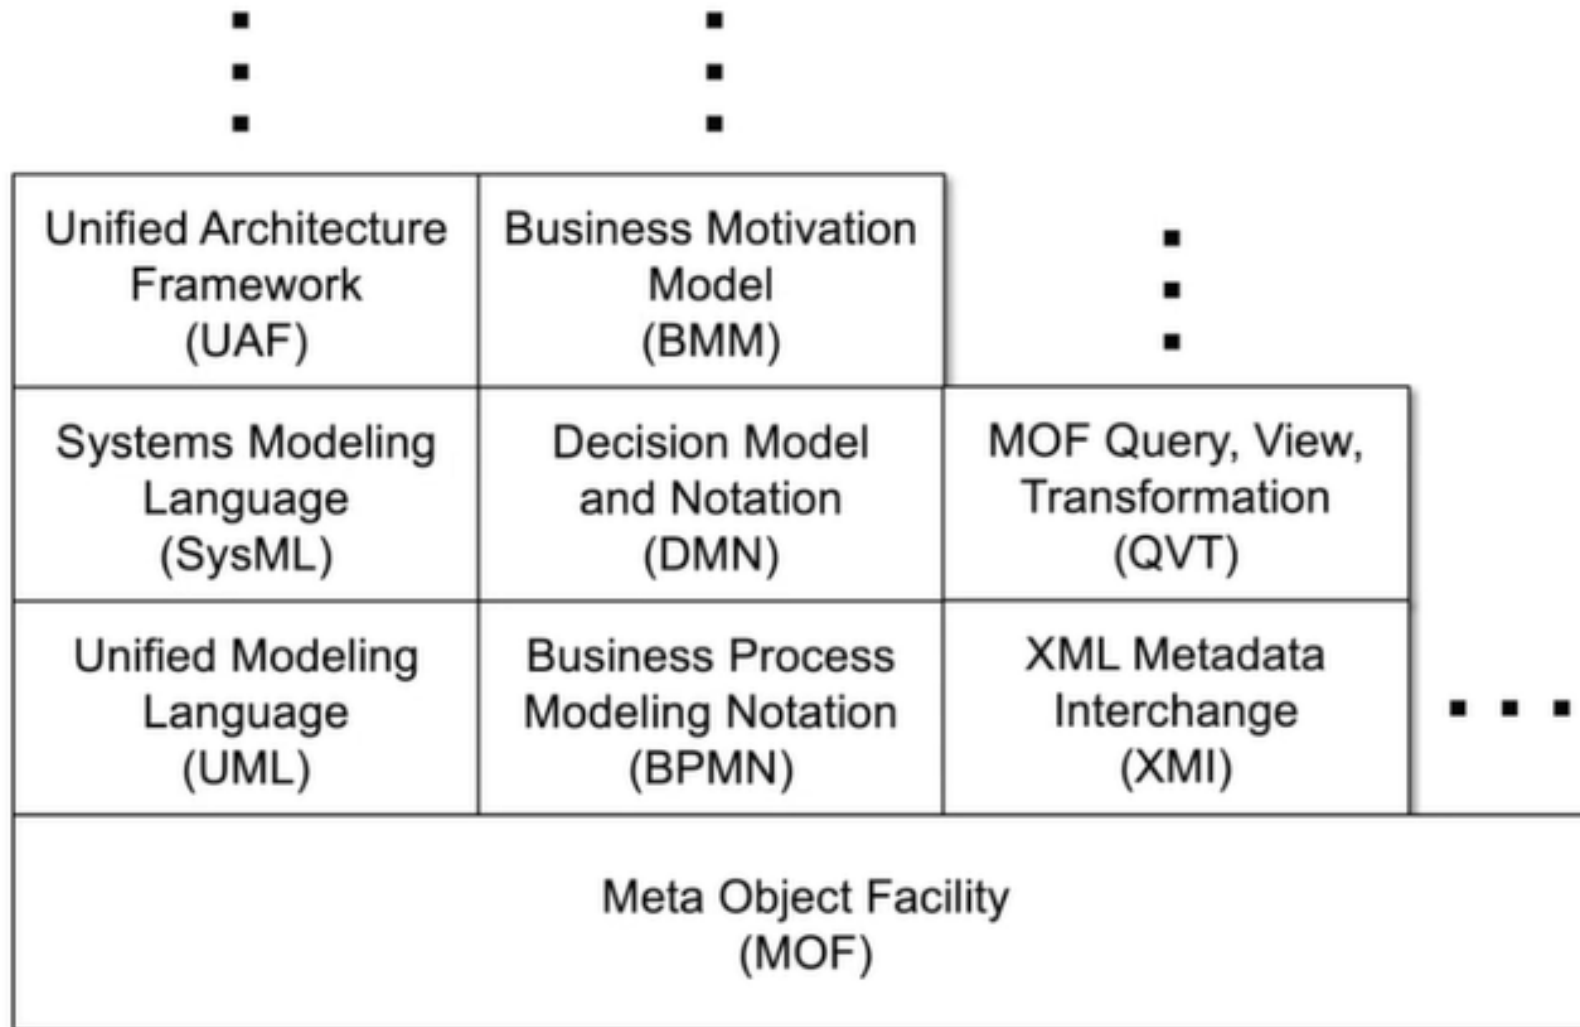 Unified Architecture
Framework
(UAF)
Business Motivation
Model
(BMM)
Systems Modeling
Language
(SysML)
Decision Model
and Notation
(DMN)
MOF Query, View,
Transformation
(QVT)
Unified Modeling
Language
(UML)
Business Process
Modeling Notation
(BPMN)
XML Metadata
Interchange
(XMI)
Meta Object Facility
(MOF)